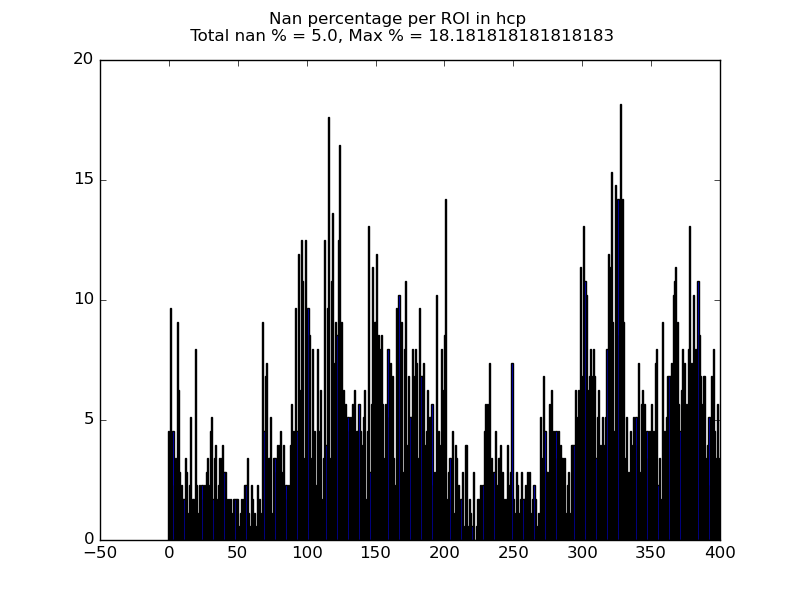 Nan percentage per ROI in hcp
Total nan % = 5.0, Max % = 18.181818181818183
20
15
10
5
0
−50 0 50 100 150 200 250 300 350 400